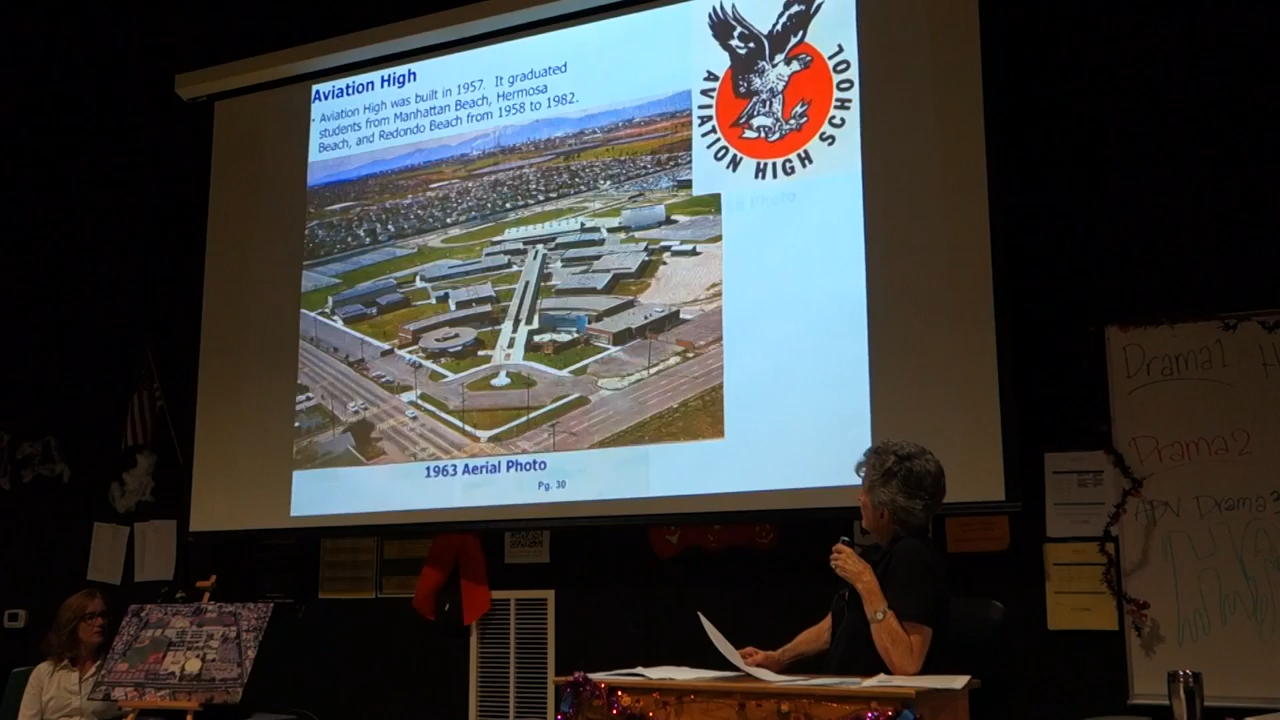 Aviation High
• Aviation High was built in 1957. It graduated
students from Manhattan Beach, Hermosa
Beach, and Redondo Beach from 1958 to 1982.
AVIATION HIGH SCHOOL
1963 Aerial Photo
Pg. 30
Drama1
Drama2